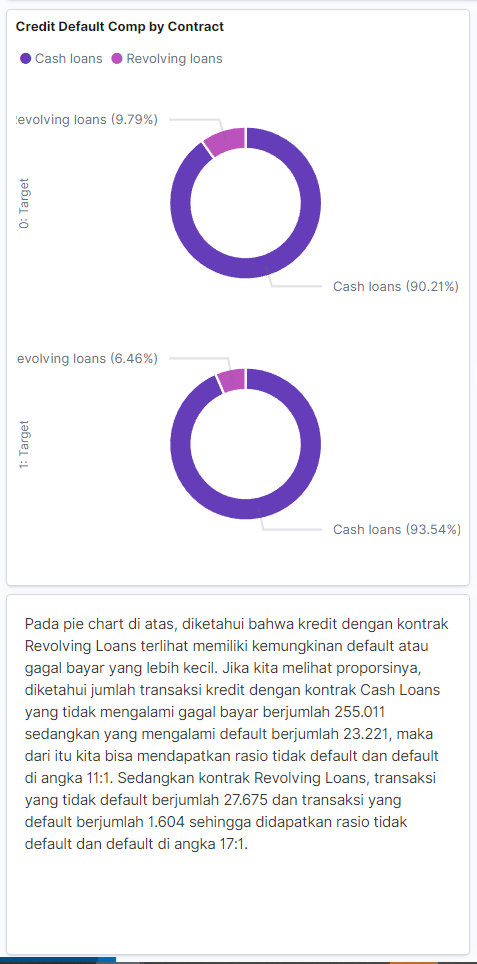 Credit Default Comp by Contract
Cash loans Revolving loans
evolving loans (9.79%)
0: Target
Cash loans (90.21%)
evolving loans (6.46%)
1: Target
Cash loans (93.54%)
Pada pie chart di atas, diketahui bahwa kredit dengan kontrak
Revolving Loans terlihat memiliki kemungkinan default atau
gagal bayar yang lebih kecil. Jika kita melihat proporsinya,
diketahui jumlah transaksi kredit dengan kontrak Cash Loans
yang tidak mengalami gagal bayar berjumlah 255.011
sedangkan yang mengalami default berjumlah 23.221, maka
dari itu kita bisa mendapatkan rasio tidak default dan default
di angka 11:1. Sedangkan kontrak Revolving Loans, transaksi
yang tidak default berjumlah 27.675 dan transaksi yang
default berjumlah 1.604 sehingga didapatkan rasio tidak
default dan default di angka 17:1.